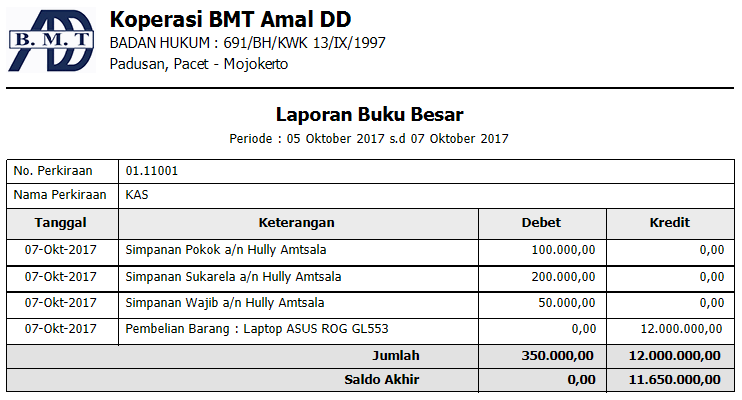 B. M. T
Koperasi BMT Amal DD
BADAN HUKUM : 691/BH/KWK 13/IX/1997
Padusan, Pacet - Mojokerto
Laporan Buku Besar
Periode : 05 Oktober 2017 s.d 07 Oktober 2017
No. Perkiraan 01.11001
Nama Perkiraan KAS
Tanggal Keterangan Debet Kredit
07-Okt-2017 Simpanan Pokok a/n Hully Amtsala 100.000,00 0,00
07-Okt-2017 Simpanan Sukarela a/n Hully Amtsala 200.000,00 0,00
07-Okt-2017 Simpanan Wajib a/n Hully Amtsala 50.000,00 0,00
07-Okt-2017 Pembelian Barang : Laptop ASUS ROG GL553 0,00 12.000.000,00
Jumlah 350.000,00 12.000.000,00
Saldo Akhir 0,00 11.650.000,00